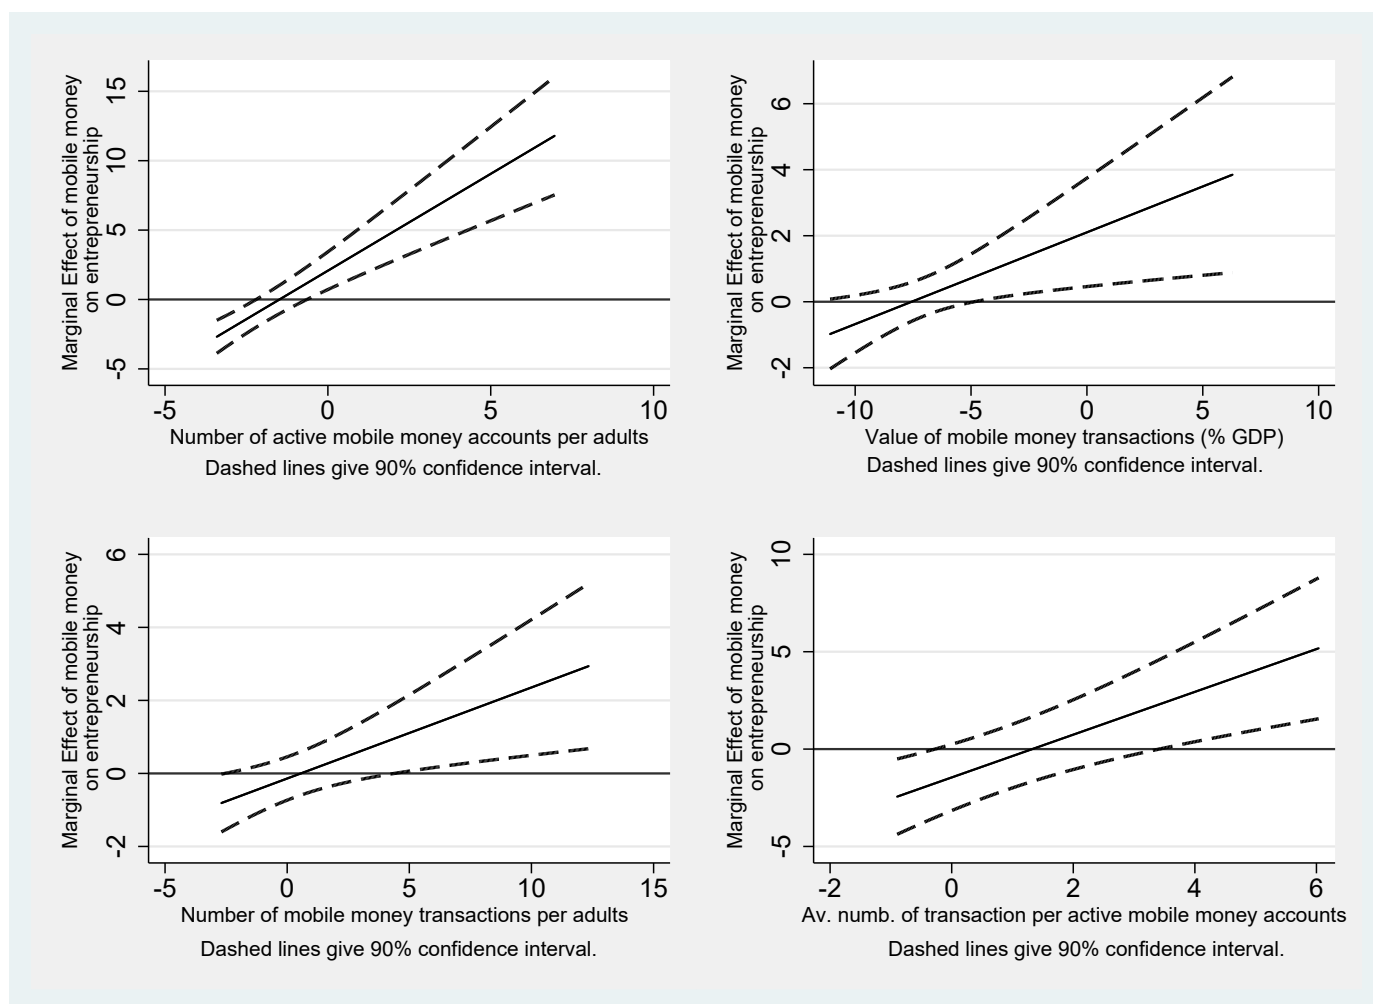 Marginal Effect of mobile money
on entrepreneurship
15
10
5
0
-5
-5 0 5 10
Number of active mobile money accounts per adults
Dashed lines give 90% confidence interval.
Marginal Effect of mobile money
on entrepreneurship
6
4
2
0
-2
-10 -5 0 5 10
Value of mobile money transactions (% GDP)
Dashed lines give 90% confidence interval.
Marginal Effect of mobile money
on entrepreneurship
6
4
2
0
-2
-5 0 5 10 15
Number of mobile money transactions per adults
Dashed lines give 90% confidence interval.
Marginal Effect of mobile money
on entrepreneurship
10
5
0
-5
-2 0 2 4 6
Av. numb. of transaction per active mobile money accounts
Dashed lines give 90% confidence interval.